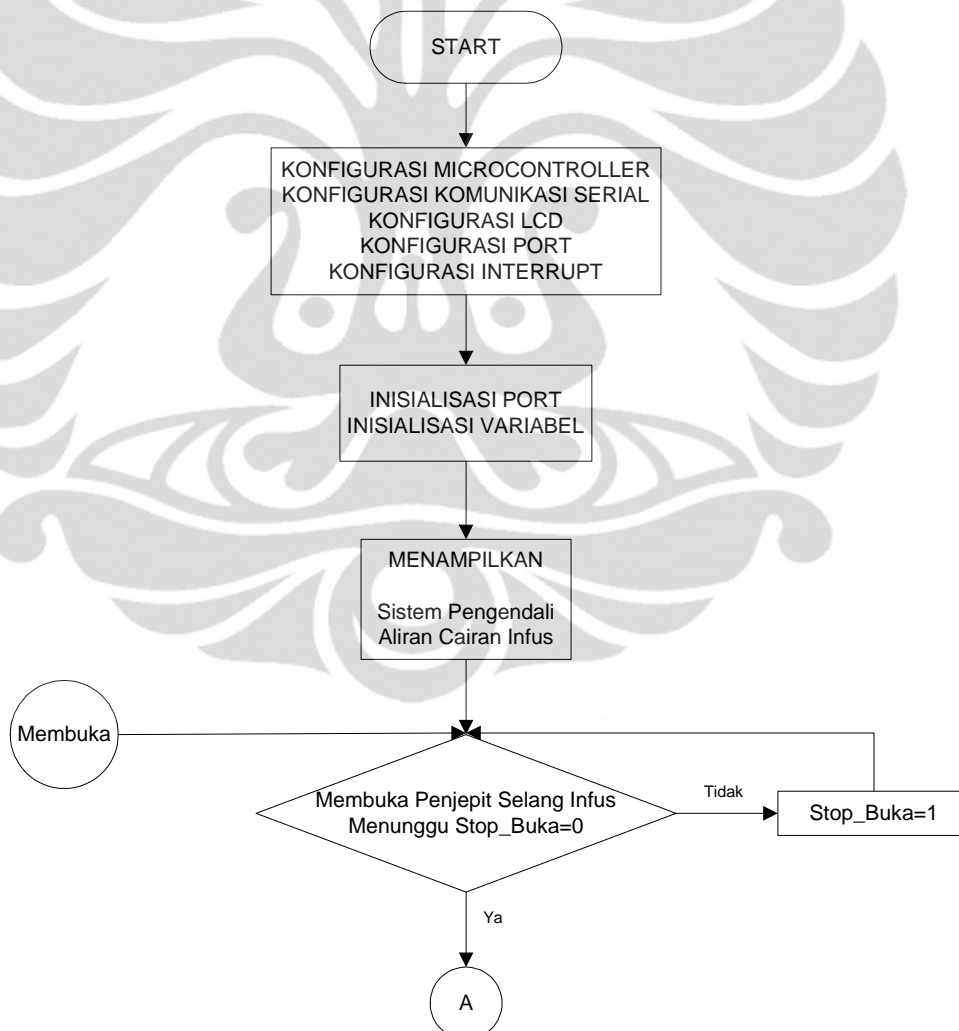 START
KONFIGURASI MICROCONTROLLER
KONFIGURASI KOMUNIKASI SERIAL
KONFIGURASI LCD
KONFIGURASI PORT
KONFIGURASI INTERRUPT
INISIALISASI PORT
INISIALISASI VARIABEL
MENAMPILKAN
Sistem Pengendali
Aliran Cairan Infus
Membuka
Membuka Penjepit Selang Infus
Menunggu Stop_Buka=0
Tidak
Stop_Buka=1
Ya
A